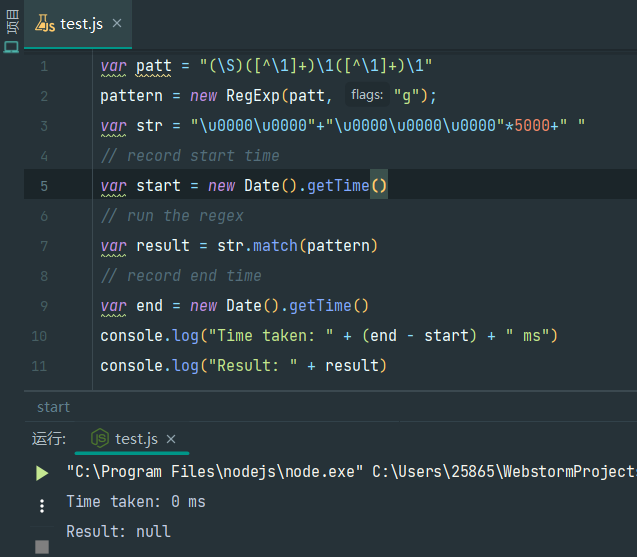 项目
test.js
1 var patt = "(\S)([^\1]+)\1([^\1]+)\1"
2 pattern = new RegExp(patt, flags: "g");
3 var str = "\u0000\u0000"+"\u0000\u0000\u0000"*5000+" "
4 // record start time
5 var start = new Date().getTime()
6 // run the regex
7 var result = str.match(pattern)
8 // record end time
9 var end = new Date().getTime()
10 console.log("Time taken: " + (end - start) + " ms")
11 console.log("Result: " + result)
start
运行: test.js
"C:\Program Files\nodejs\node.exe" C:\Users\25865\WebstormProjects
Time taken: 0 ms
Result: null